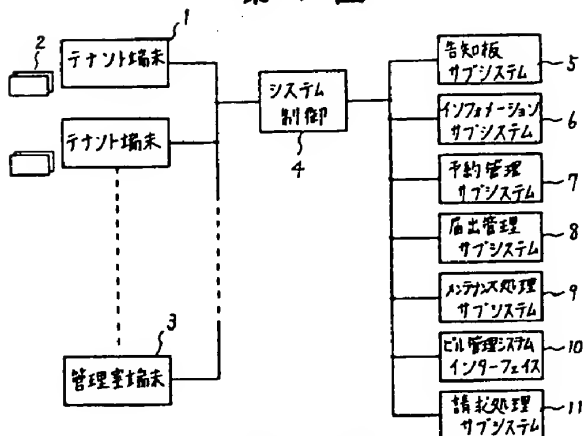 2
1
テナント端末
テナント端末
3
管理室端末
システム
制御
4
告知板
サブシステム
5
インフォメーション
サブシステム
6
予約管理
サブシステム
7
届出管理
サブシステム
8
メンテナンス処理
サブシステム
9
ビル管理システム
インターフェイス
10
請求処理
サブシステム
11